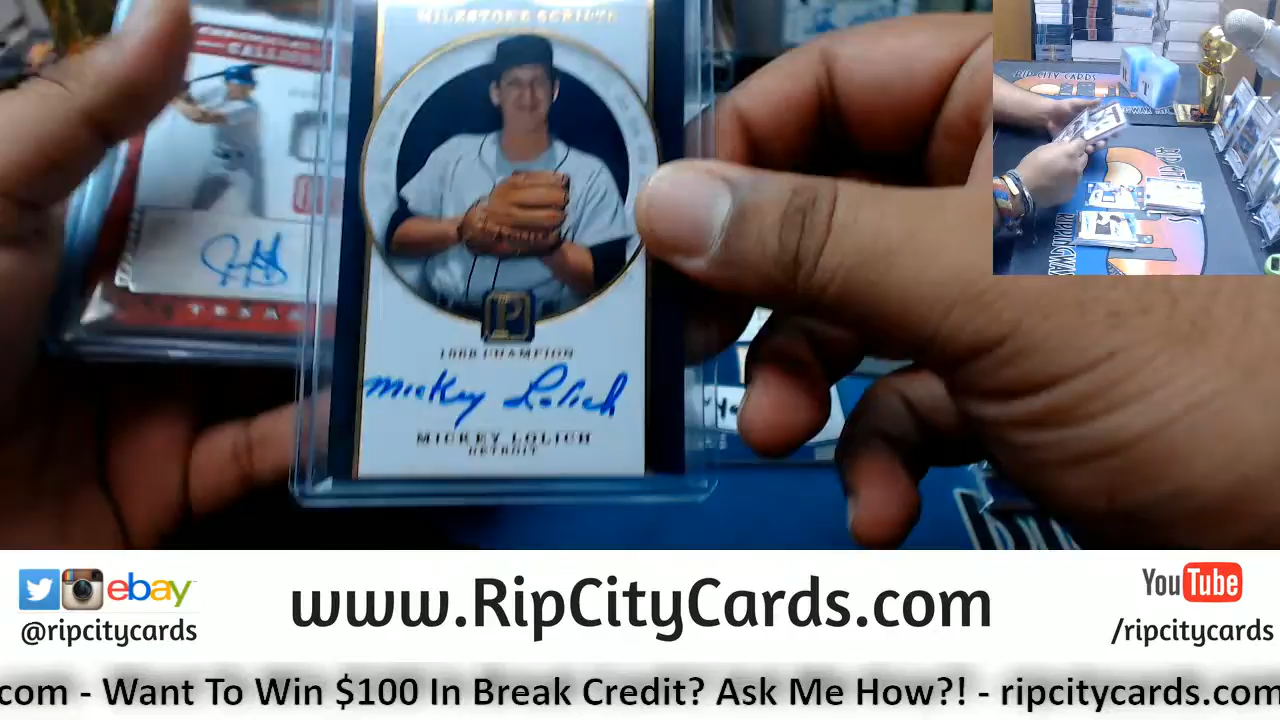 MILESTONE SCRIPTS
P
1968 CHAMPION
Mickey Lolich
MICKEY LOLICH
DETROIT
TEXAS
RIP CITY CARDS
ebay
@ripcitycards
www.RipCityCards.com
YouTube
/ripcitycards
.com - Want To Win $100 In Break Credit? Ask Me How?! - ripcitycards.com